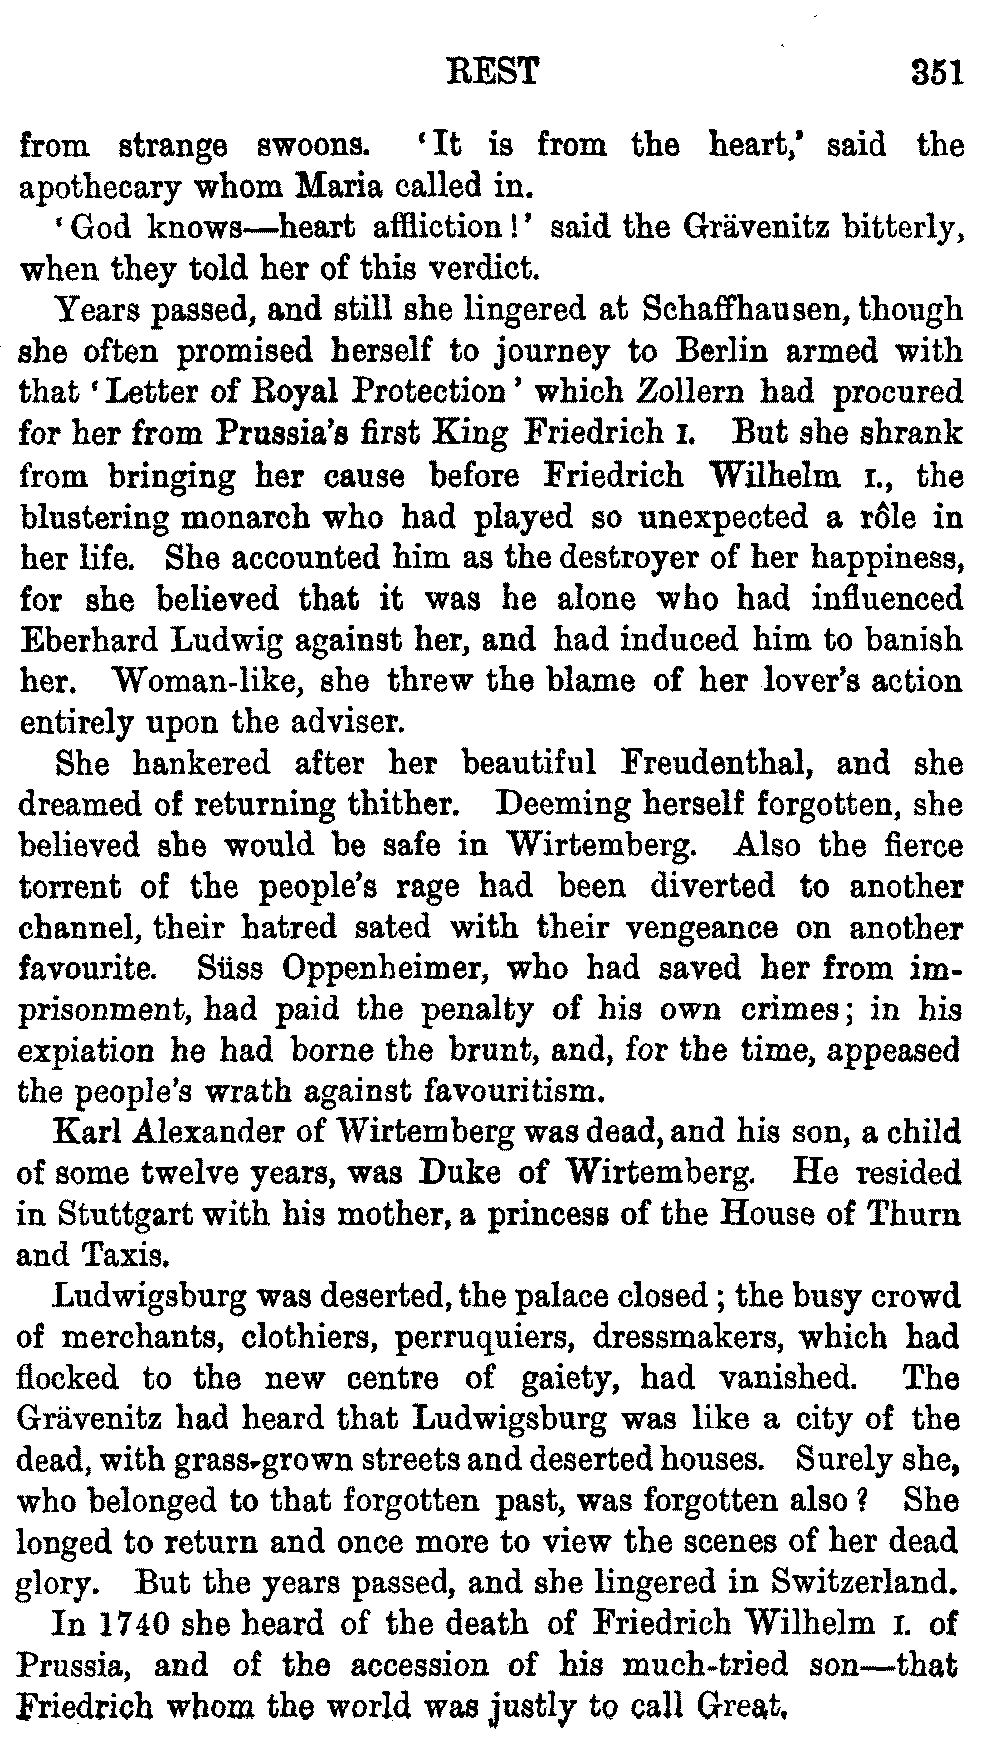 REST 351
from strange swoons. ‘It is from the heart,’ said the
apothecary whom Maria called in.
‘God knows—heart affliction!’ said the Grävenitz bitterly,
when they told her of this verdict.
Years passed, and still she lingered at Schaffhausen, though
she often promised herself to journey to Berlin armed with
that ‘Letter of Royal Protection’ which Zollern had procured
for her from Prussia’s first King Friedrich I. But she shrank
from bringing her cause before Friedrich Wilhelm I., the
blustering monarch who had played so unexpected a rôle in
her life. She accounted him as the destroyer of her happiness,
for she believed that it was he alone who had influenced
Eberhard Ludwig against her, and had induced him to banish
her. Woman-like, she threw the blame of her lover’s action
entirely upon the adviser.
She hankered after her beautiful Freudenthal, and she
dreamed of returning thither. Deeming herself forgotten, she
believed she would be safe in Wirtemberg. Also the fierce
torrent of the people’s rage had been diverted to another
channel, their hatred sated with their vengeance on another
favourite. Süss Oppenheimer, who had saved her from im-
prisonment, had paid the penalty of his own crimes; in his
expiation he had borne the brunt, and, for the time, appeased
the people’s wrath against favouritism.
Karl Alexander of Wirtemberg was dead, and his son, a child
of some twelve years, was Duke of Wirtemberg. He resided
in Stuttgart with his mother, a princess of the House of Thurn
and Taxis.
Ludwigsburg was deserted, the palace closed; the busy crowd
of merchants, clothiers, perruquiers, dressmakers, which had
flocked to the new centre of gaiety, had vanished. The
Grävenitz had heard that Ludwigsburg was like a city of the
dead, with grass-grown streets and deserted houses. Surely she,
who belonged to that forgotten past, was forgotten also? She
longed to return and once more to view the scenes of her dead
glory. But the years passed, and she lingered in Switzerland.
In 1740 she heard of the death of Friedrich Wilhelm I. of
Prussia, and of the accession of his much-tried son—that
Friedrich whom the world was justly to call Great.